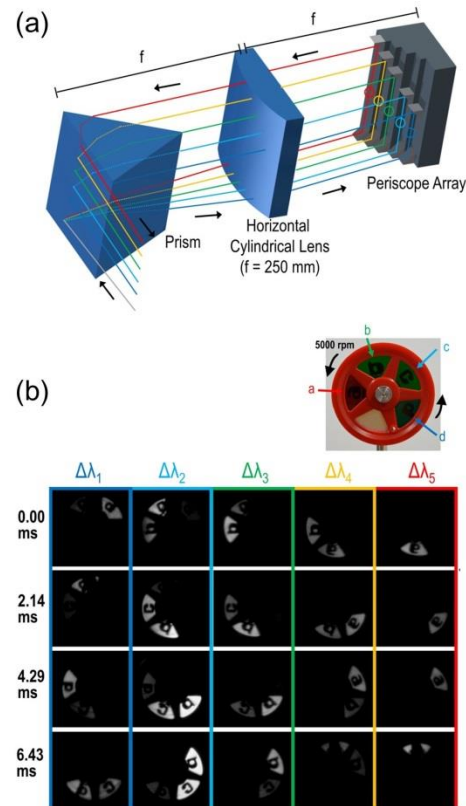 (a)
f
f
Periscope Array
Prism
Horizontal
Cylindrical Lens
(f = 250 mm)
(b)
5000 rpm
b
c
a
d
Δλ1
Δλ2
Δλ3
Δλ4
Δλ5
0.00
ms
2.14
ms
4.29
ms
6.43
ms